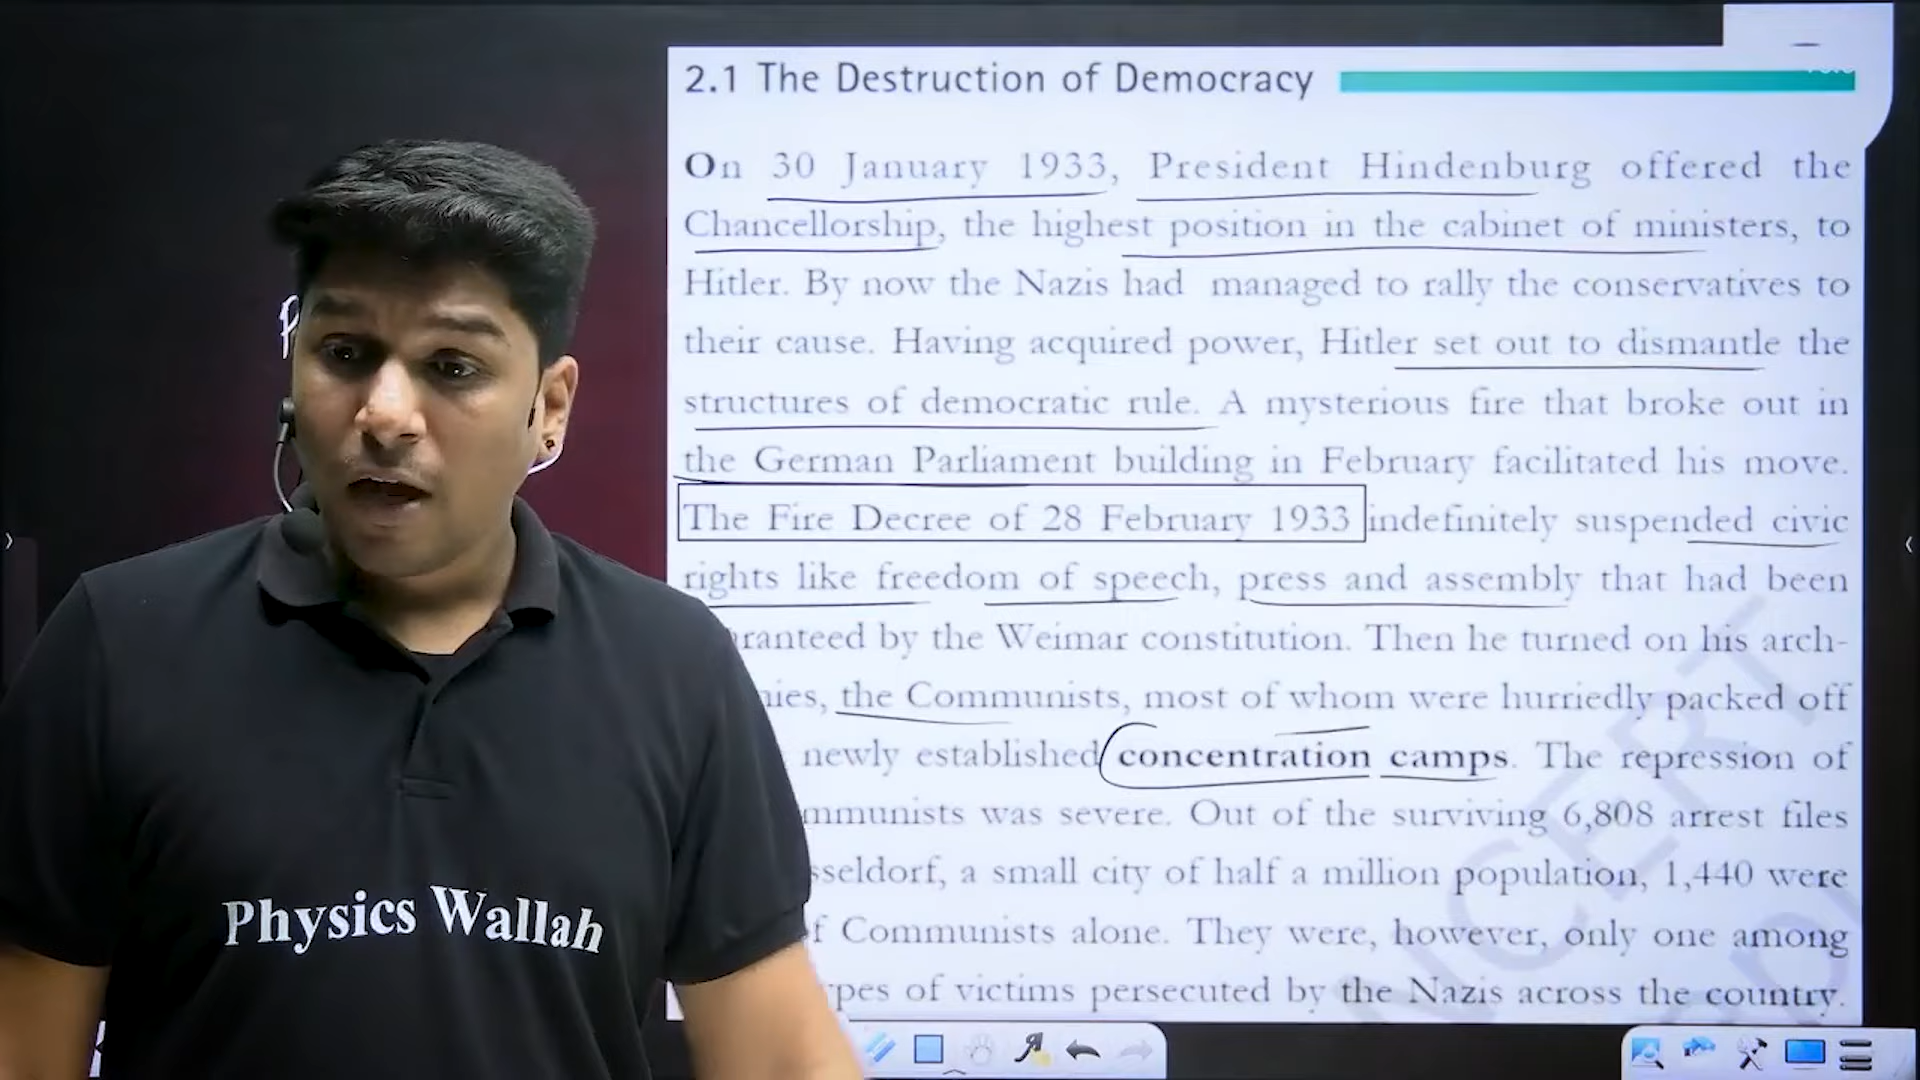 2.1 The Destruction of Democracy
On 30 January 1933, President Hindenburg offered the
Chancellorship, the highest position in the cabinet of ministers, to
Hitler. By now the Nazis had managed to rally the conservatives to
their cause. Having acquired power, Hitler set out to dismantle the
structures of democratic rule. A mysterious fire that broke out in
the German Parliament building in February facilitated his move.
The Fire Decree of 28 February 1933 indefinitely suspended civic
rights like freedom of speech, press and assembly that had been
ranteed by the Weimar constitution. Then he turned on his arch-
ies, the Communists, most of whom were hurriedly packed off
newly established concentration camps. The repression of
mmunists was severe. Out of the surviving 6,808 arrest files
sseldorf, a small city of half a million population, 1,440 were
f Communists alone. They were, however, only one among
ypes of victims persecuted by the Nazis across the country.
NCERT
Physics Wallah